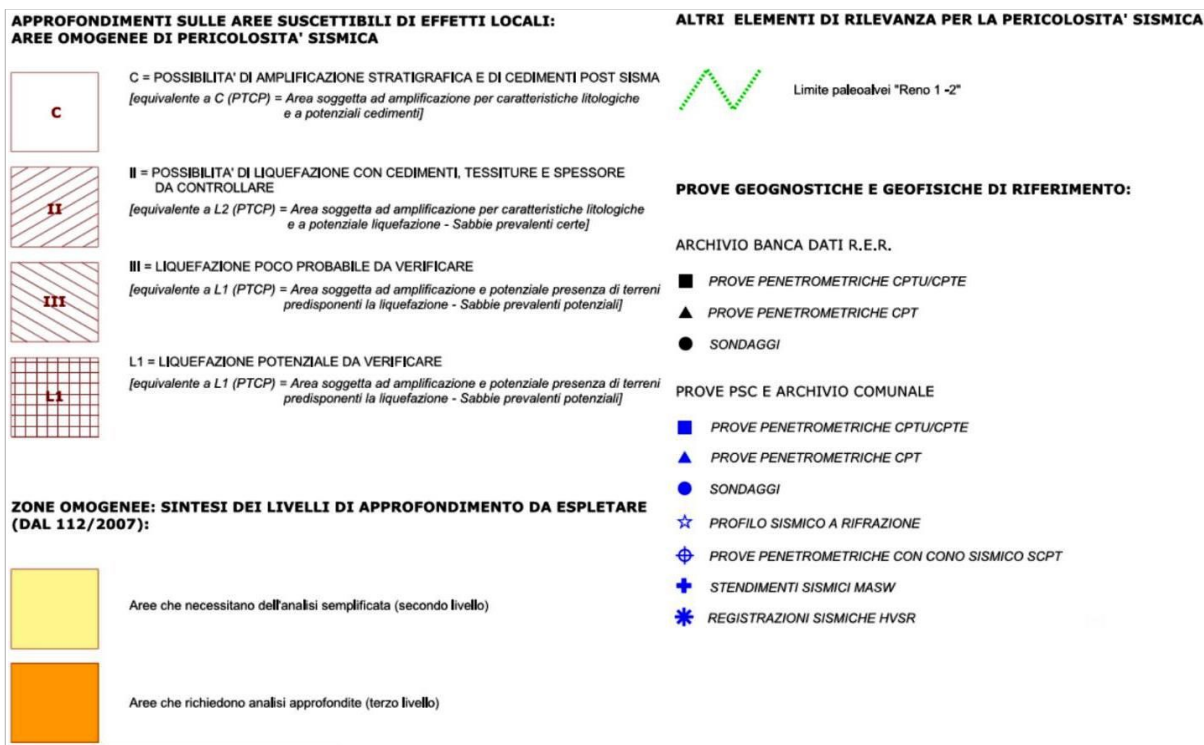 APPROFONDIMENTI SULLE AREE SUSCETTIBILI DI EFFETTI LOCALI:
AREE OMOGENEE DI PERICOLOSITA' SISMICA
C
C = POSSIBILITA' DI AMPLIFICAZIONE STRATIGRAFICA E DI CEDIMENTI POST SISMA
[equivalente a C (PTCP) = Area soggetta ad amplificazione per caratteristiche litologiche
e a potenziali cedimenti]
II
II = POSSIBILITA' DI LIQUEFAZIONE CON CEDIMENTI, TESSITURE E SPESSORE
DA CONTROLLARE
[equivalente a L2 (PTCP) = Area soggetta ad amplificazione per caratteristiche litologiche
e a potenziale liquefazione - Sabbie prevalenti certe]
III
III = LIQUEFAZIONE POCO PROBABILE DA VERIFICARE
[equivalente a L1 (PTCP) = Area soggetta ad amplificazione e potenziale presenza di terreni
predisponenti la liquefazione - Sabbie prevalenti potenziali]
L1
L1 = LIQUEFAZIONE POTENZIALE DA VERIFICARE
[equivalente a L1 (PTCP) = Area soggetta ad amplificazione e potenziale presenza di terreni
predisponenti la liquefazione - Sabbie prevalenti potenziali]
ZONE OMOGENEE: SINTESI DEI LIVELLI DI APPROFONDIMENTO DA ESPLETARE
(DAL 112/2007):
Aree che necessitano dell'analisi semplificata (secondo livello)
Aree che richiedono analisi approfondite (terzo livello)
ALTRI ELEMENTI DI RILEVANZA PER LA PERICOLOSITA' SISMICA
Limite paleoalvei "Reno 1 -2"
PROVE GEOGNOSTICHE E GEOFISICHE DI RIFERIMENTO:
ARCHIVIO BANCA DATI R.E.R.
PROVE PENETROMETRICHE CPTU/CPTE
PROVE PENETROMETRICHE CPT
SONDAGGI
PROVE PSC E ARCHIVIO COMUNALE
PROVE PENETROMETRICHE CPTU/CPTE
PROVE PENETROMETRICHE CPT
SONDAGGI
PROFILO SISMICO A RIFRAZIONE
PROVE PENETROMETRICHE CON CONO SISMICO SCPT
STENDIMENTI SISMICI MASW
REGISTRAZIONI SISMICHE HVSR